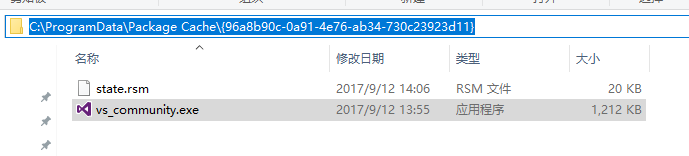 C:\ProgramData\Package Cache\{96a8b90c-0a91-4e76-ab34-730c23923d11}
名称 修改日期 类型 大小
state.rsm 2017/9/12 14:06 RSM 文件 20 KB
vs_community.exe 2017/9/12 13:55 应用程序 1,212 KB